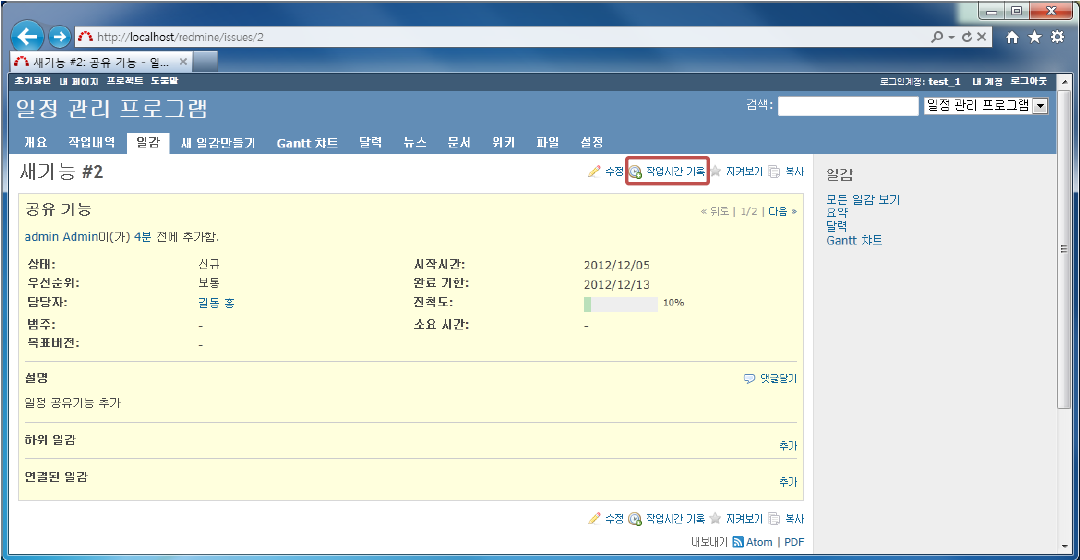 http://localhost/redmine/issues/2
새기능 #2: 공유 기능 - 일...
초기화면 내 페이지 프로젝트 도움말 로그인계정: test_1 내 계정 로그아웃
일정 관리 프로그램 검색: 일정 관리 프로그램
개요 작업내역 일감 새 일감만들기 Gantt 챠트 달력 뉴스 문서 위키 파일 설정
새기능 #2 수정 작업시간 기록 지켜보기 복사
일감
공유 기능 « 뒤로 | 1/2 | 다음 »
모든 일감 보기
요약
달력
Gantt 챠트
admin Admin이(가) 4분 전에 추가함.
상태: 신규 시작시간: 2012/12/05
우선순위: 보통 완료 기한: 2012/12/13
담당자: 길동 홍 진척도: 10%
범주: - 소요 시간: -
목표버전: -
설명 댓글달기
일정 공유기능 추가
하위 일감 추가
연결된 일감 추가
수정 작업시간 기록 지켜보기 복사
내보내기 Atom | PDF